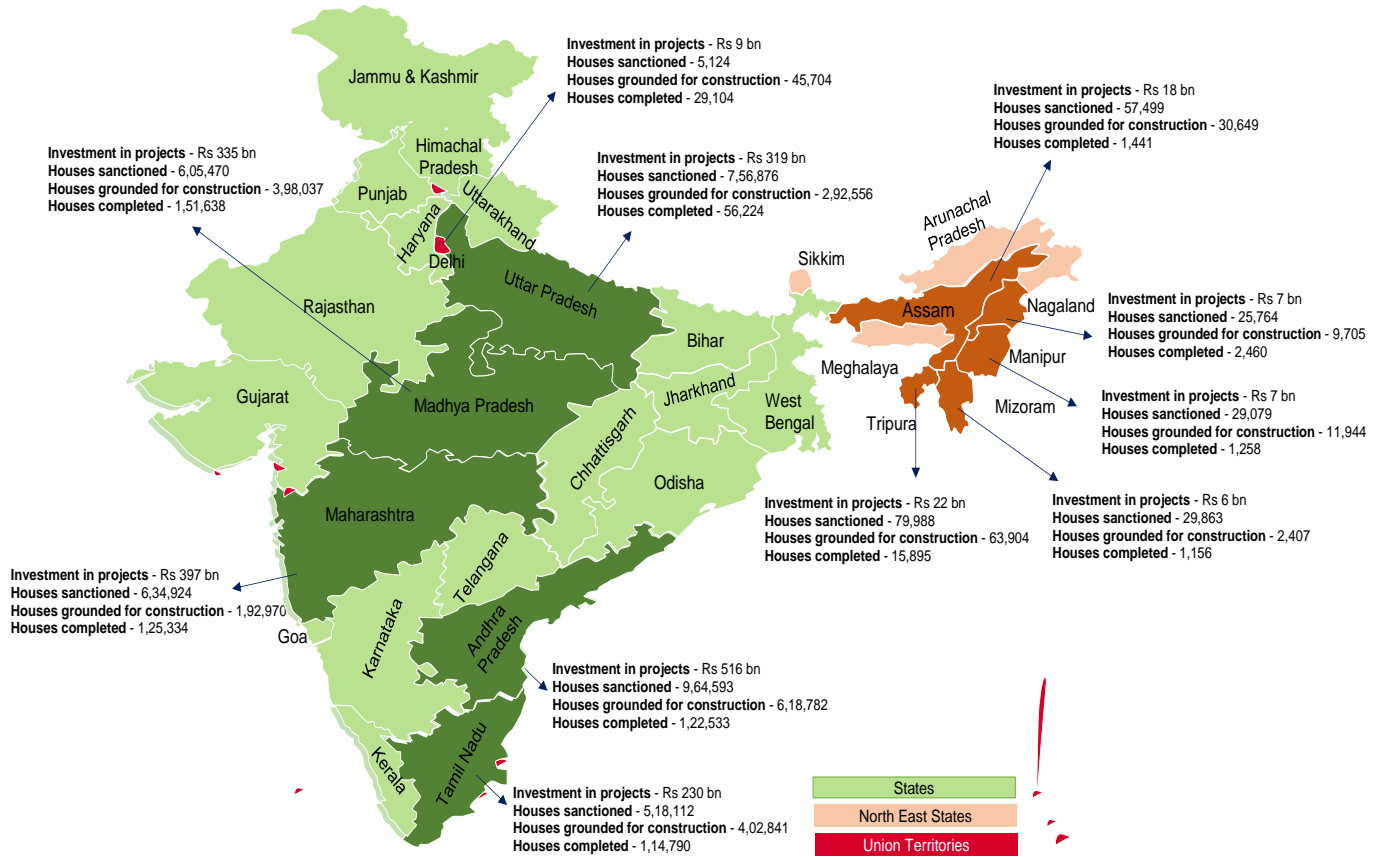 Jammu & Kashmir
Investment in projects - Rs 9 bn
Houses sanctioned - 5,124
Houses grounded for construction - 45,704
Houses completed - 29,104
Investment in projects - Rs 18 bn
Houses sanctioned - 57,499
Houses grounded for construction - 30,649
Houses completed - 1,441
Investment in projects - Rs 335 bn
Houses sanctioned - 6,05,470
Houses grounded for construction - 3,98,037
Houses completed - 1,51,638
Himachal
Pradesh
Punjab
Uttarakhand
Haryana
Delhi
Investment in projects - Rs 319 bn
Houses sanctioned - 7,56,876
Houses grounded for construction - 2,92,556
Houses completed - 56,224
Arunachal
Pradesh
Sikkim
Rajasthan
Uttar Pradesh
Assam
Nagaland
Bihar
Meghalaya
Manipur
Investment in projects - Rs 7 bn
Houses sanctioned - 25,764
Houses grounded for construction - 9,705
Houses completed - 2,460
Gujarat
Madhya Pradesh
Jharkhand
West
Bengal
Tripura
Mizoram
Investment in projects - Rs 7 bn
Houses sanctioned - 29,079
Houses grounded for construction - 11,944
Houses completed - 1,258
Chhattisgarh
Odisha
Maharashtra
Investment in projects - Rs 22 bn
Houses sanctioned - 79,988
Houses grounded for construction - 63,904
Houses completed - 15,895
Investment in projects - Rs 6 bn
Houses sanctioned - 29,863
Houses grounded for construction - 2,407
Houses completed - 1,156
Telangana
Investment in projects - Rs 397 bn
Houses sanctioned - 6,34,924
Houses grounded for construction - 1,92,970
Houses completed - 1,25,334
Goa
Karnataka
Andhra
Pradesh
Investment in projects - Rs 516 bn
Houses sanctioned - 9,64,593
Houses grounded for construction - 6,18,782
Houses completed - 1,22,533
Kerala
Tamil Nadu
Investment in projects - Rs 230 bn
Houses sanctioned - 5,18,112
Houses grounded for construction - 4,02,841
Houses completed - 1,14,790
States
North East States
Union Territories